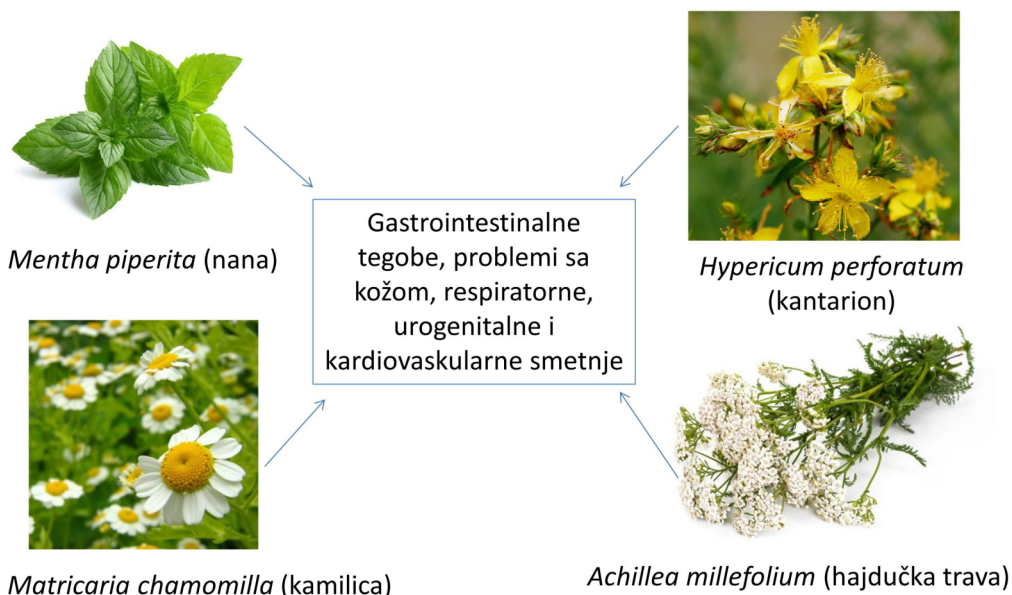 Mentha piperita (nana)
Hypericum perforatum
(kantarion)
Gastrointestinalne
tegobe, problemi sa
kožom, respiratorne,
urogenitalne i
kardiovaskularne smetnje
Matricaria chamomilla (kamilica)
Achillea millefolium (hajdučka trava)